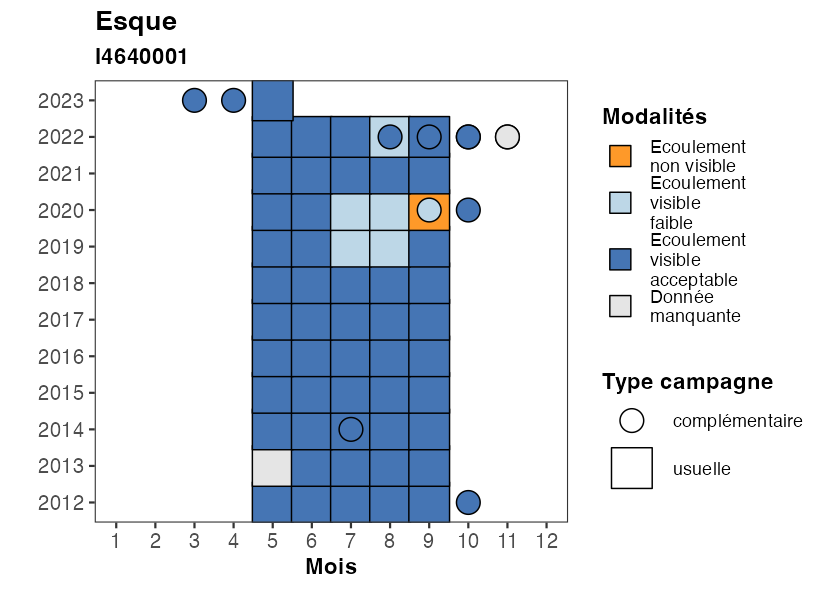 Esque
I4640001
2023
2022
2021
2020
2019
2018
2017
2016
2015
2014
2013
2012
1 2 3 4 5 6 7 8 9 10 11 12
Mois
Modalités
Ecoulement
non visible
Ecoulement
visible
faible
Ecoulement
visible
acceptable
Donnée
manquante
Type campagne
complémentaire
usuelle